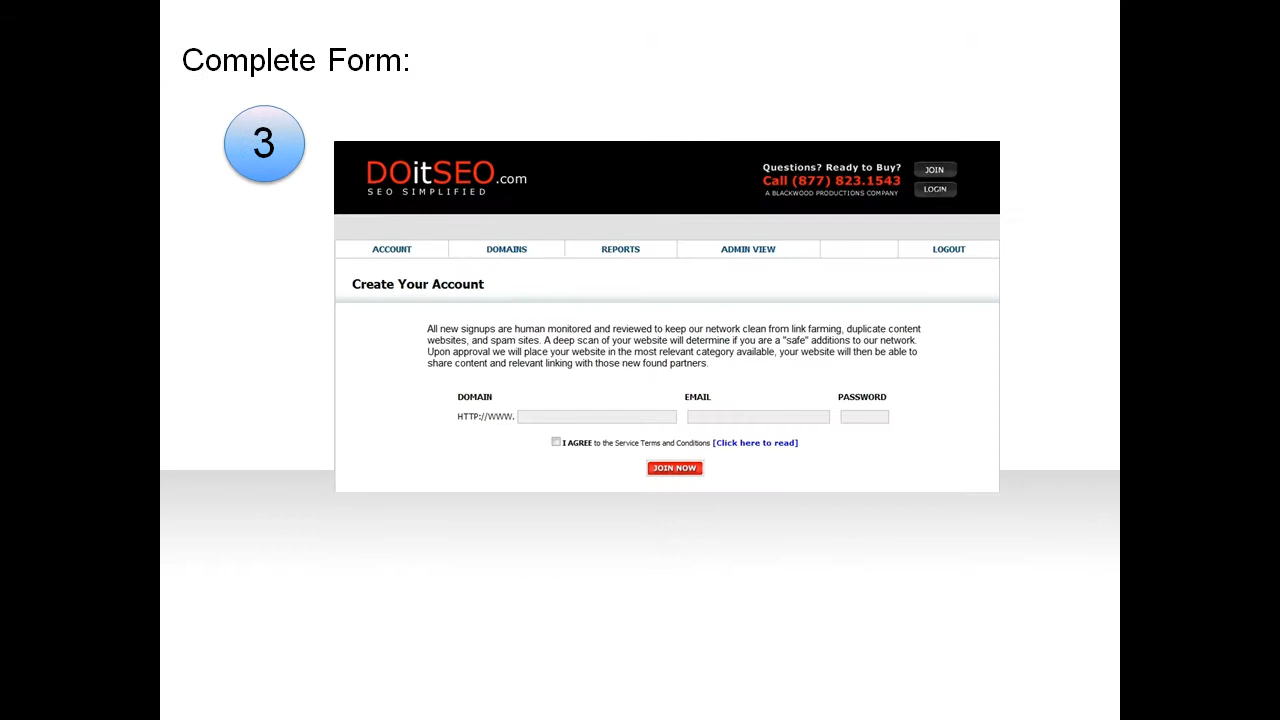 Complete Form:
3
DOitSEO.com
SEO SIMPLIFIED
Questions? Ready to Buy?
Call (877) 823.1543
A BLACKWOOD PRODUCTIONS COMPANY
JOIN
LOGIN
ACCOUNT DOMAINS REPORTS ADMIN VIEW LOGOUT
Create Your Account
All new signups are human monitored and reviewed to keep our network clean from link farming, duplicate content
websites, and spam sites. A deep scan of your website will determine if you are a "safe" additions to our network.
Upon approval we will place your website in the most relevant category available, your website will then be able to
share content and relevant linking with those new found partners.
DOMAIN EMAIL PASSWORD
HTTP://WWW.
I AGREE to the Service Terms and Conditions [Click here to read]
JOIN NOW